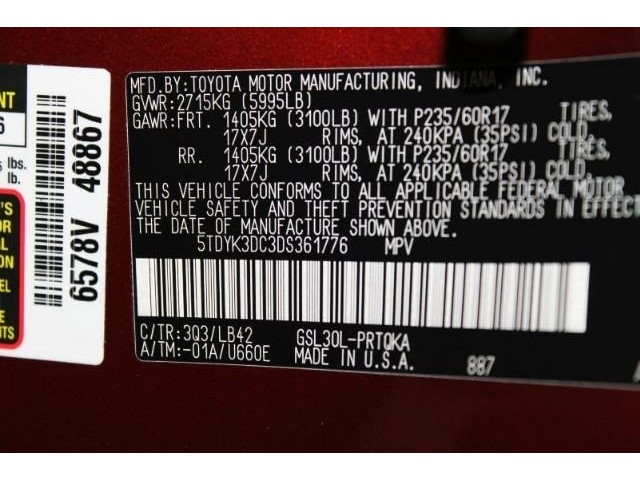 MFD.BY:TOYOTA MOTOR MANUFACTURING, INDIANA, INC.
GVWR:2715KG (5995LB)
GAWR:FRT. 1405KG (3100LB) WITH P235/60R17 TIRES,
17X7J RIMS, AT 240KPA (35PSI) COLD,
RR. 1405KG (3100LB) WITH P235/60R17 TIRES,
17X7J RIMS, AT 240KPA (35PSI) COLD,
THIS VEHICLE CONFORMS TO ALL APPLICABLE FEDERAL MOTOR
VEHICLE SAFETY AND THEFT PREVENTION STANDARDS IN EFFECT
THE DATE OF MANUFACTURE SHOWN ABOVE.
5TDYK3DC3DS361776 MPV
C/TR:3Q3/LB42 GSL30L-PRTQKA
A/TM:-01A/U660E MADE IN U.S.A. 887
6578V 48867
lbs.
lb.